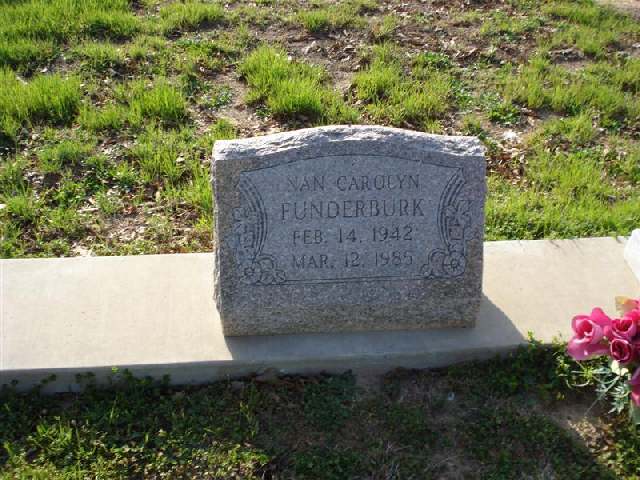 NAN CAROLYN
FUNDERBURK
FEB. 14, 1942
MAR. 12, 1985